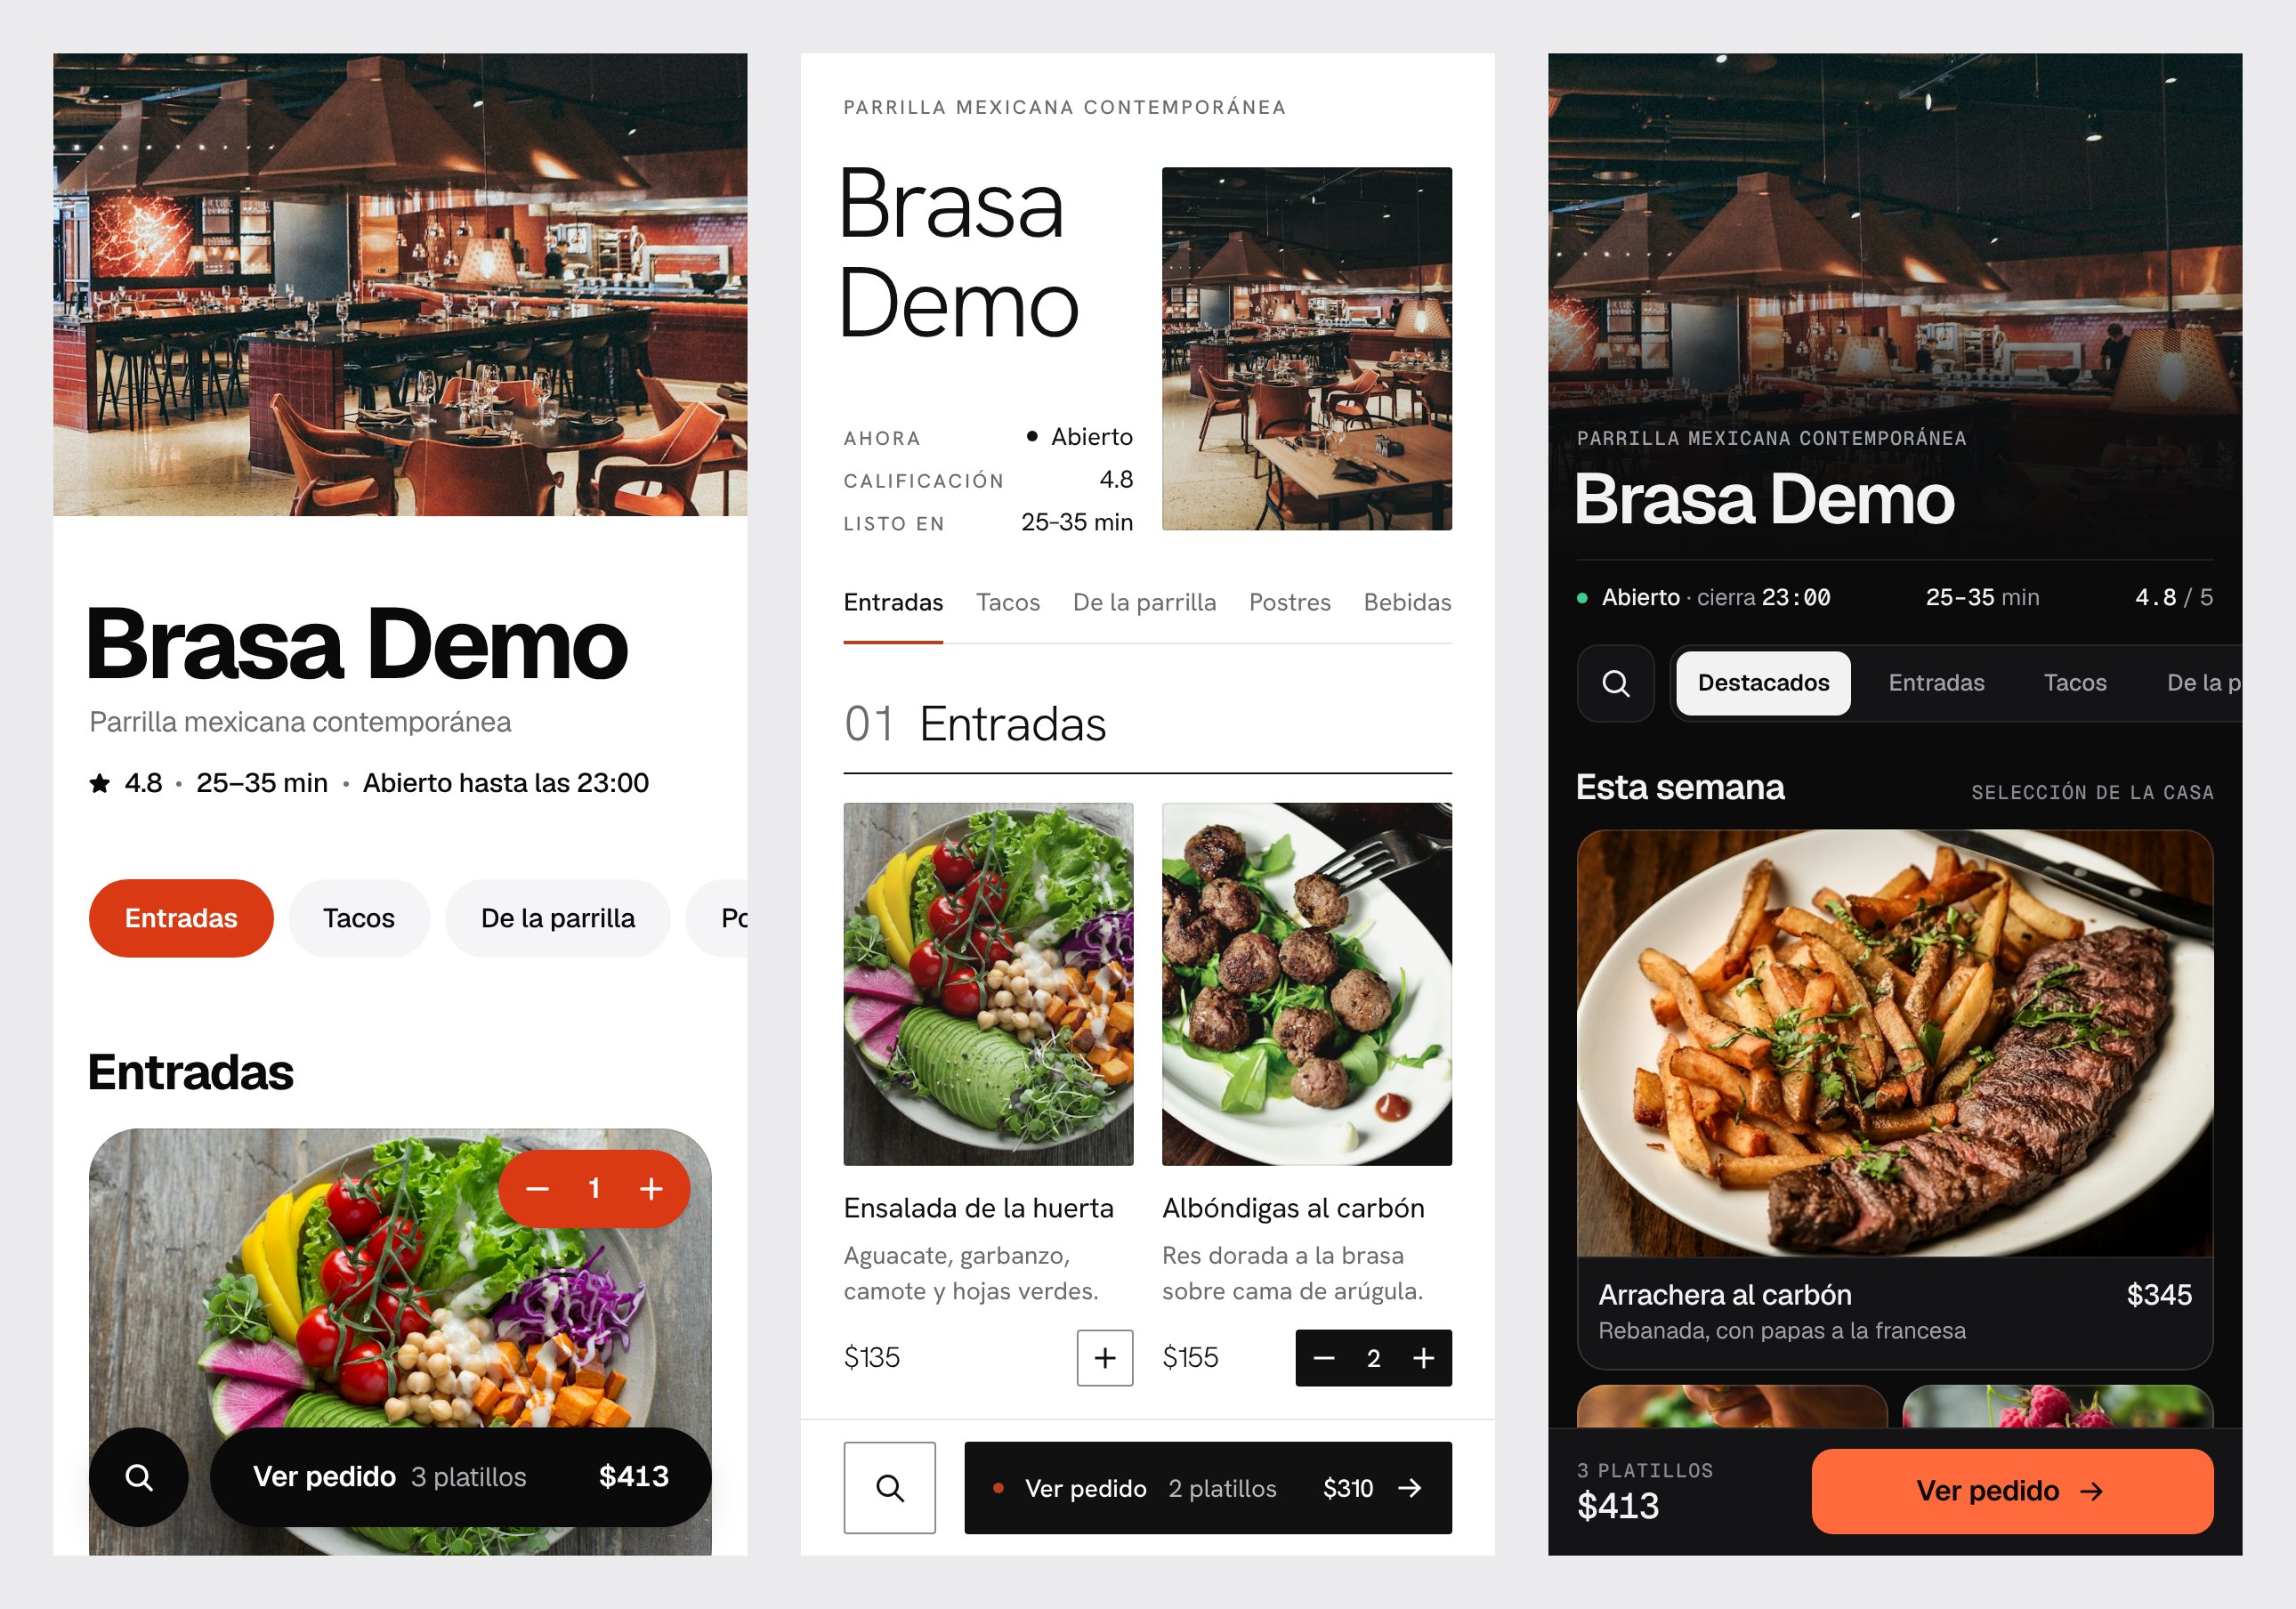 Brasa Demo
Parrilla mexicana contemporánea
★ 4.8 • 25–35 min • Abierto hasta las 23:00
Entradas Tacos De la parrilla Po
Entradas
− 1 +
Ver pedido 3 platillos $413
PARRILLA MEXICANA CONTEMPORÁNEA
Brasa
Demo
AHORA • Abierto
CALIFICACIÓN 4.8
LISTO EN 25–35 min
Entradas Tacos De la parrilla Postres Bebidas
01 Entradas
Ensalada de la huerta
Aguacate, garbanzo,
camote y hojas verdes.
$135 +
Albóndigas al carbón
Res dorada a la brasa
sobre cama de arúgula.
$155 − 2 +
• Ver pedido 2 platillos $310 →
PARRILLA MEXICANA CONTEMPORÁNEA
Brasa Demo
• Abierto · cierra 23:00 25–35 min 4.8 / 5
Destacados Entradas Tacos De la p
Esta semana SELECCIÓN DE LA CASA
Arrachera al carbón $345
Rebanada, con papas a la francesa
3 PLATILLOS
$413
Ver pedido →